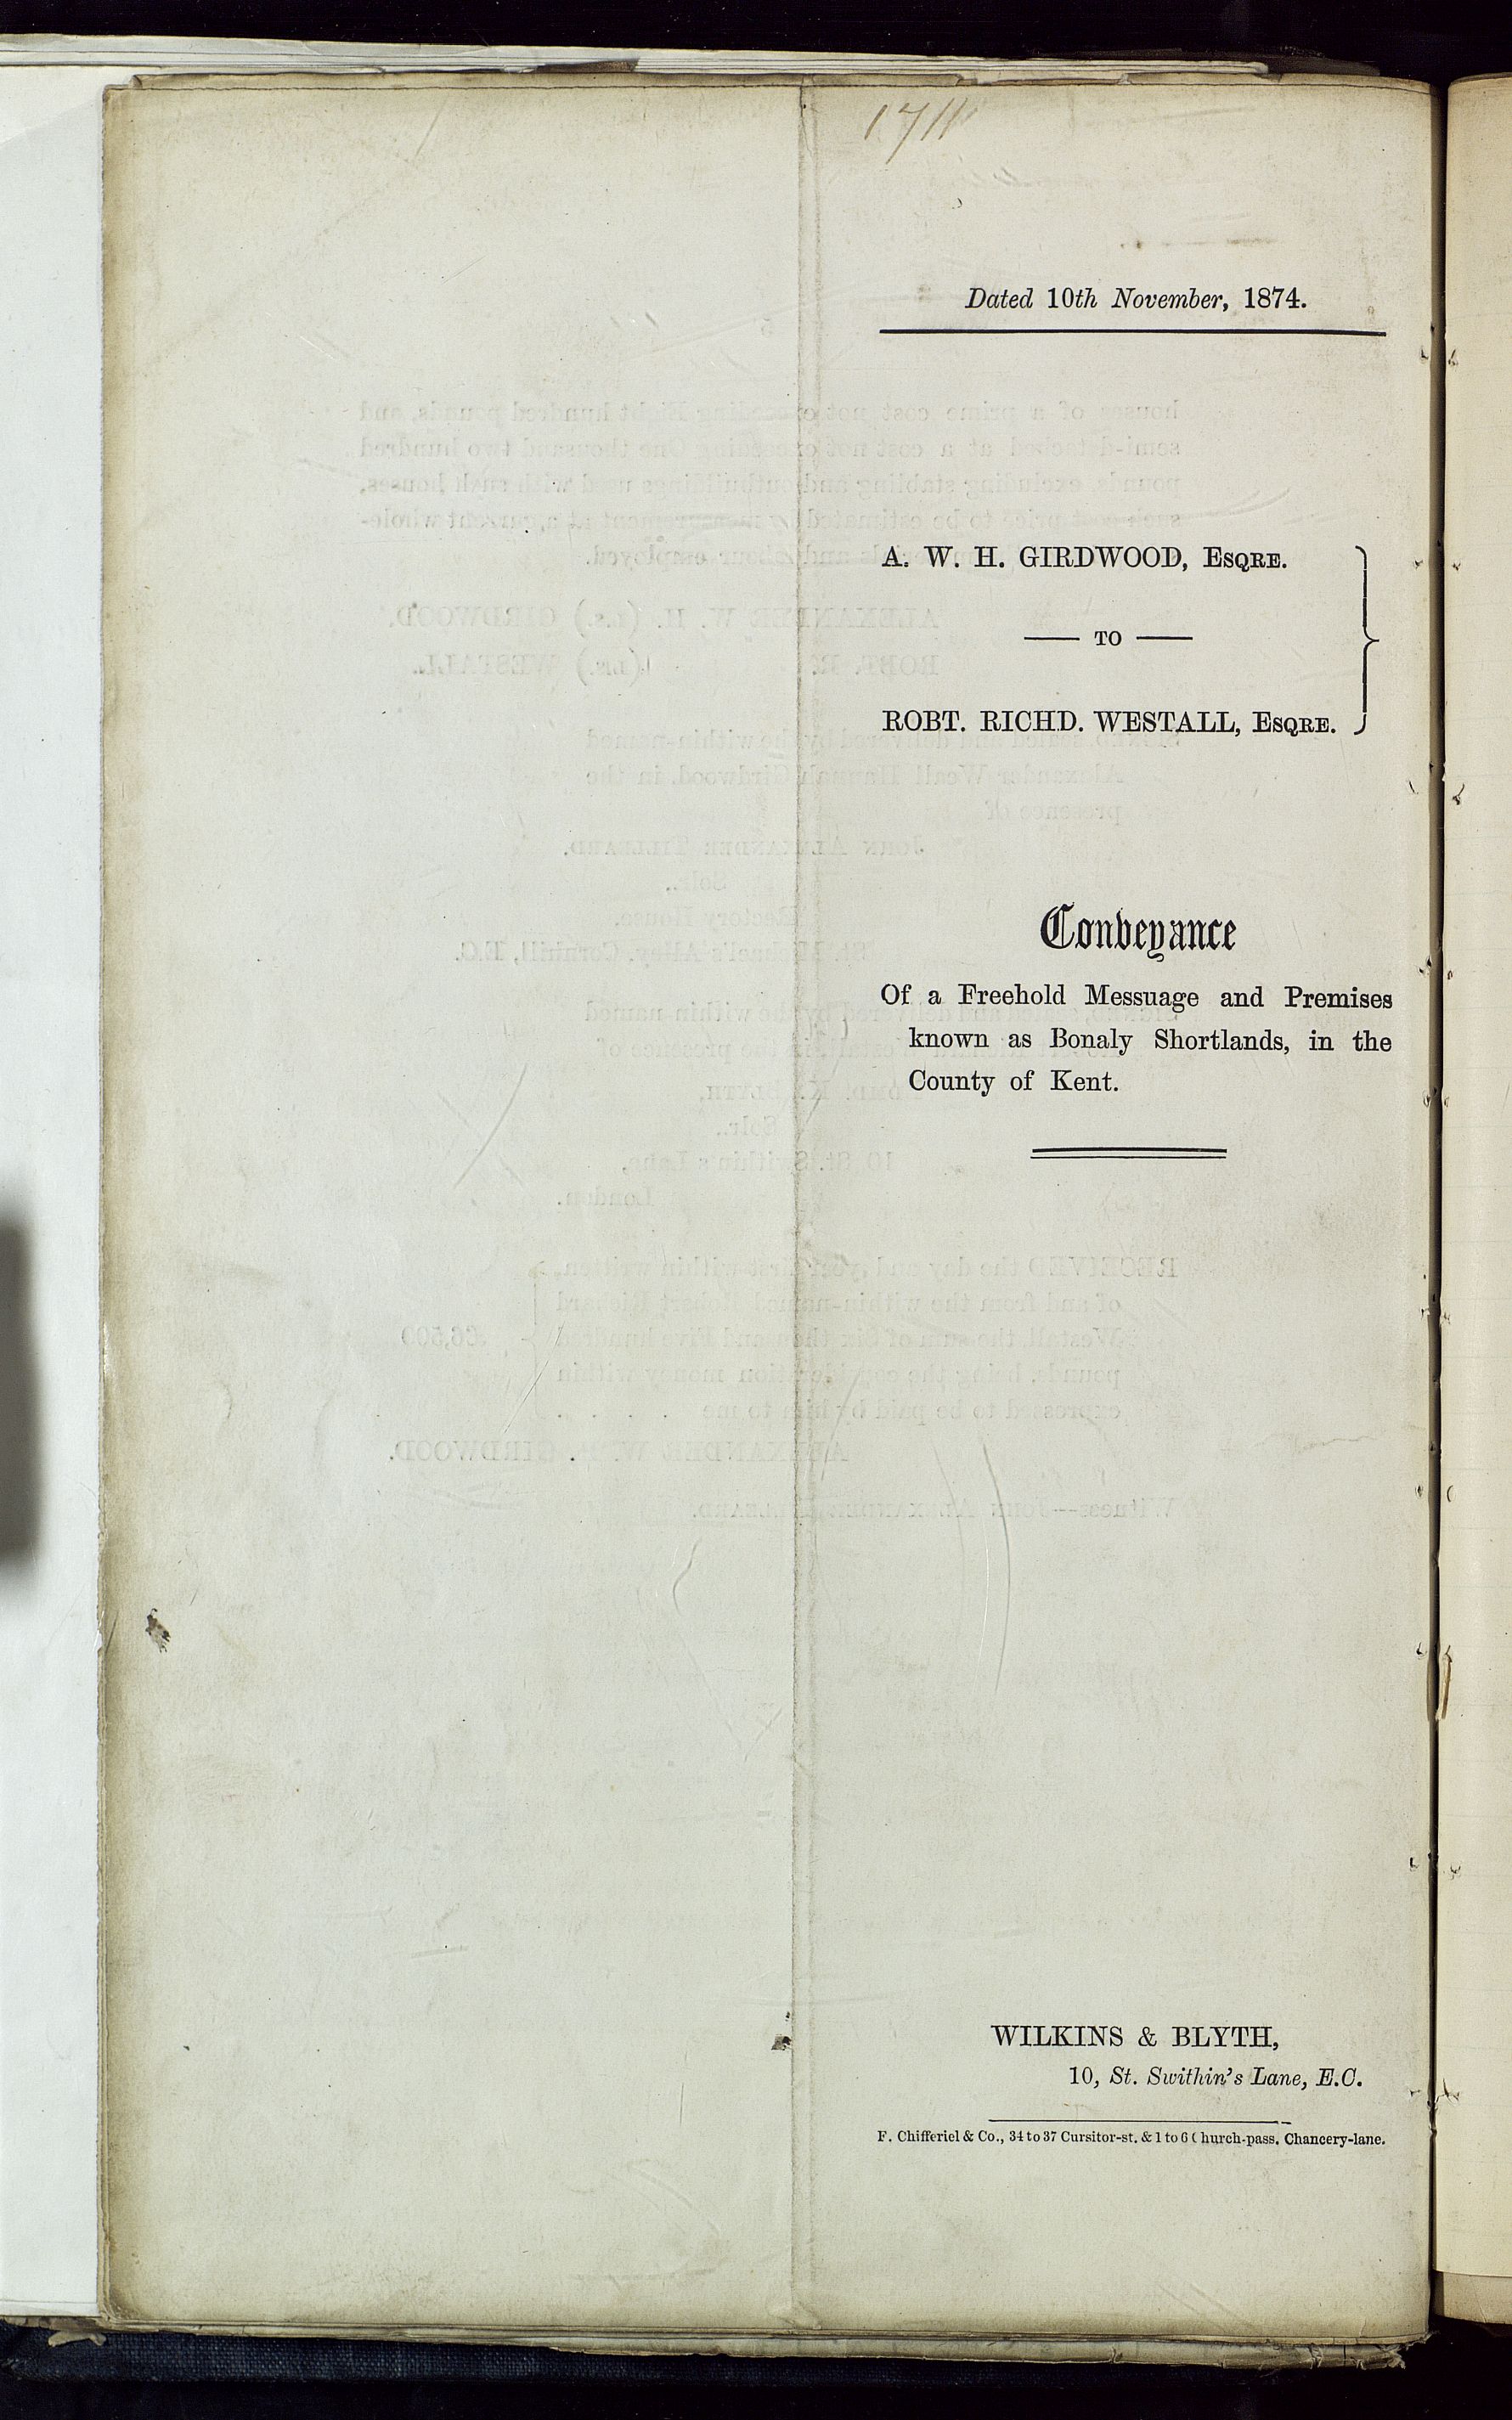 1711
Dated 10th November, 1874.
A. W. H. GIRDWOOD, ESQRE.
— TO —
ROBT. RICHD. WESTALL, ESQRE.
Conveyance
Of a Freehold Messuage and Premises
known as Bonaly Shortlands, in the
County of Kent.
WILKINS & BLYTH,
10, St. Swithin's Lane, E.C.
F. Chifferiel & Co., 34 to 37 Cursitor-st. & 1 to 6 Church-pass. Chancery-lane.